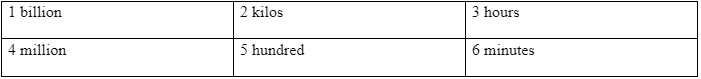 1 billion 2 kilos 3 hours
4 million 5 hundred 6 minutes